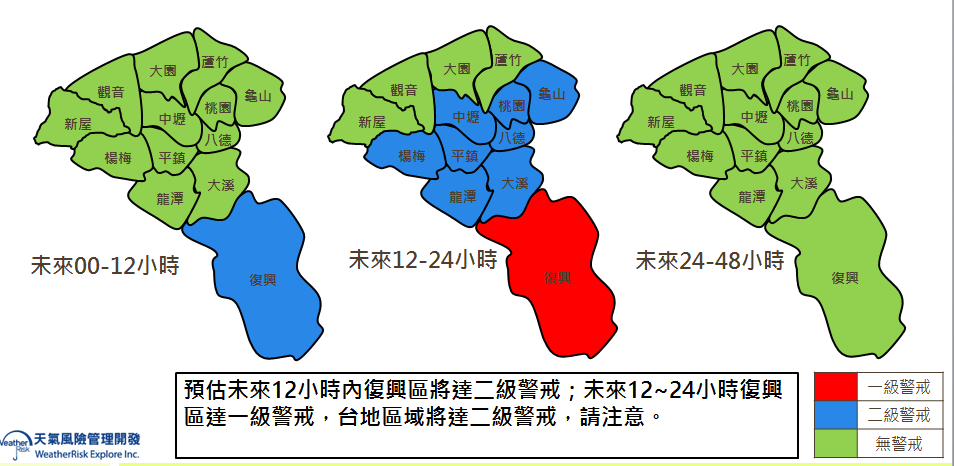 蘆竹
大園
觀音
龜山
桃園
中壢
新屋
八德
楊梅
平鎮
大溪
龍潭
復興
未來00-12小時
蘆竹
大園
觀音
龜山
桃園
中壢
新屋
八德
楊梅
平鎮
大溪
龍潭
復興
未來12-24小時
蘆竹
大園
觀音
龜山
桃園
中壢
新屋
八德
楊梅
平鎮
大溪
龍潭
復興
未來24-48小時
預估未來12小時內復興區將達二級警戒；未來12~24小時復興
區達一級警戒，台地區域將達二級警戒，請注意。
一級警戒
二級警戒
無警戒
Weather Risk
天氣風險管理開發
WeatherRisk Explore Inc.